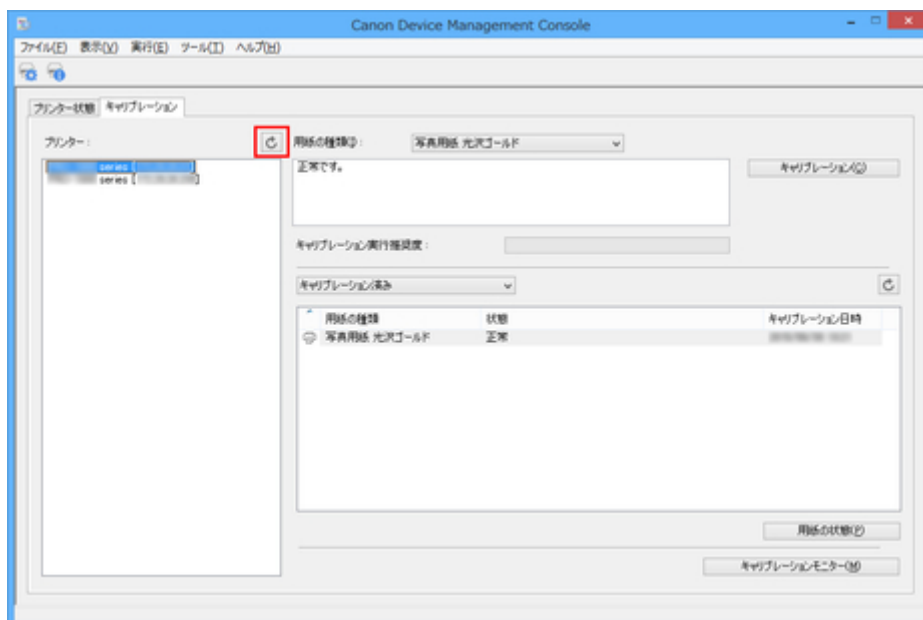 Canon Device Management Console
ファイル(F) 表示(V) 実行(E) ツール(T) ヘルプ(H)
プリンター状態 キャリブレーション
プリンター：
用紙の種類(I)： 写真用紙 光沢ゴールド
series [ ]
series [ ]
正常です。
キャリブレーション(C)
キャリブレーション実行推奨度：
キャリブレーション済み
用紙の種類 状態 キャリブレーション日時
写真用紙 光沢ゴールド 正常
用紙の状態(P)
キャリブレーションモニター(M)